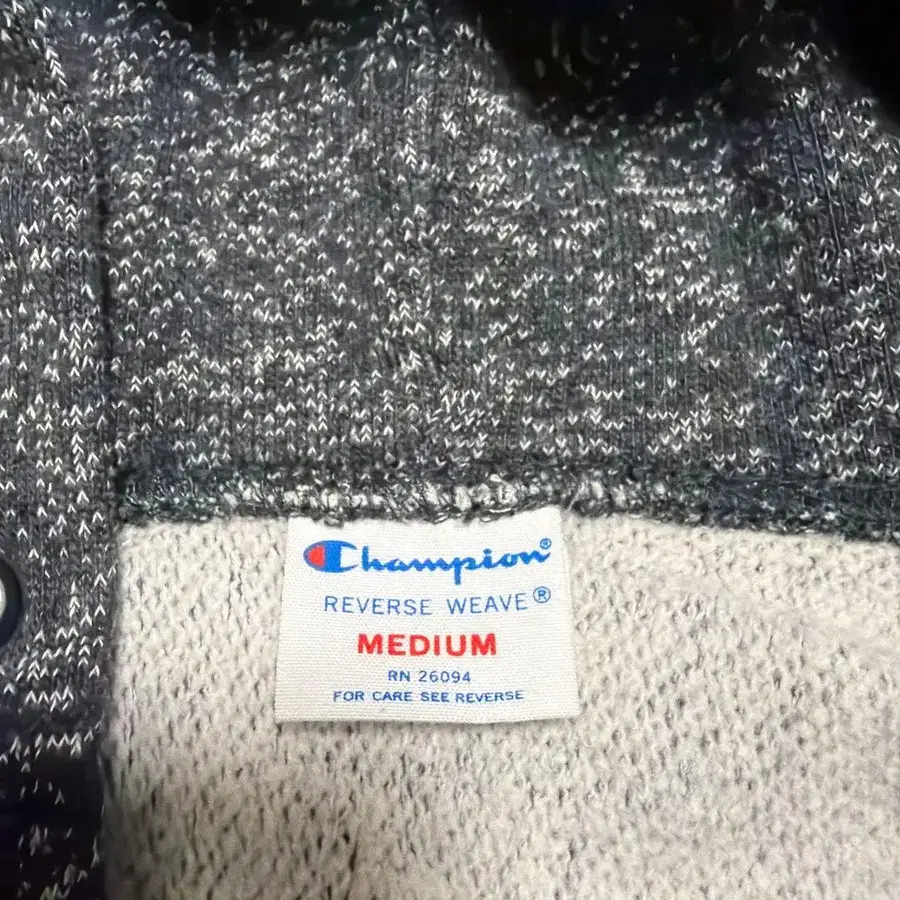 Champion®
REVERSE WEAVE®
MEDIUM
RN 26094
FOR CARE SEE REVERSE